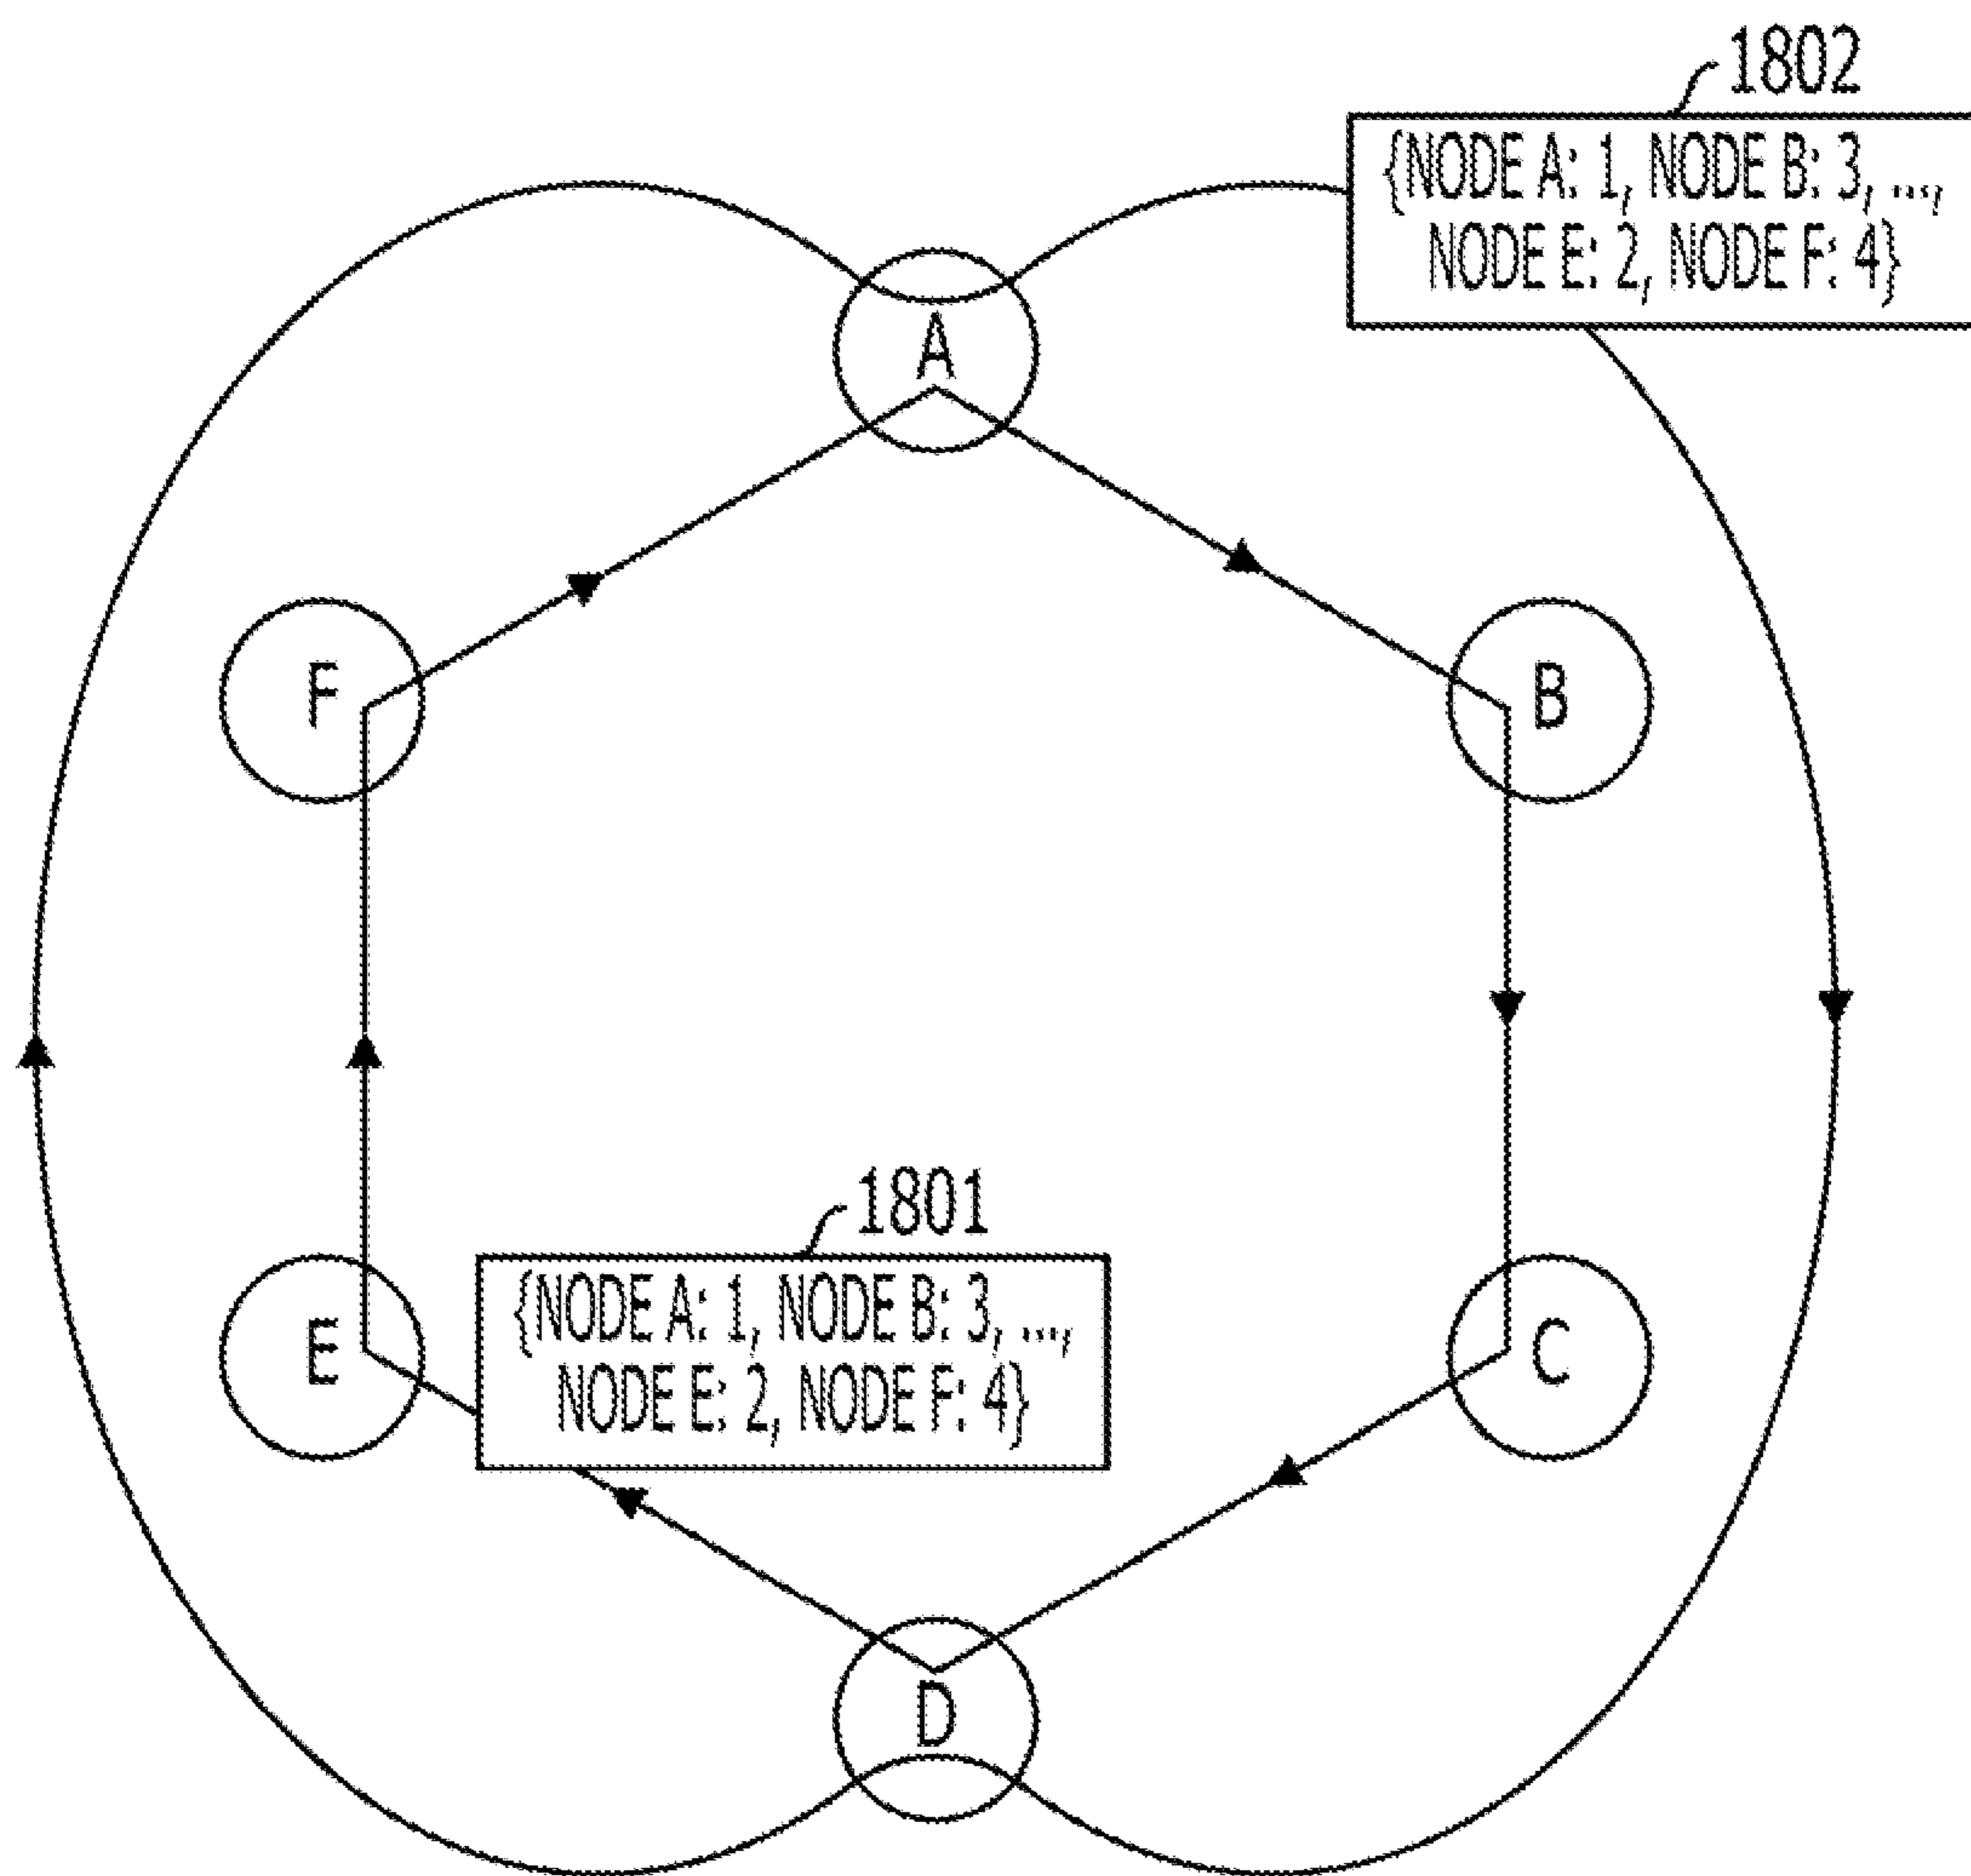 1802
{NODE A: 1, NODE B: 3, ...,
NODE E: 2, NODE F: 4}
A
F
B
1801
{NODE A: 1, NODE B: 3, ...,
NODE E: 2, NODE F: 4}
E
C
D